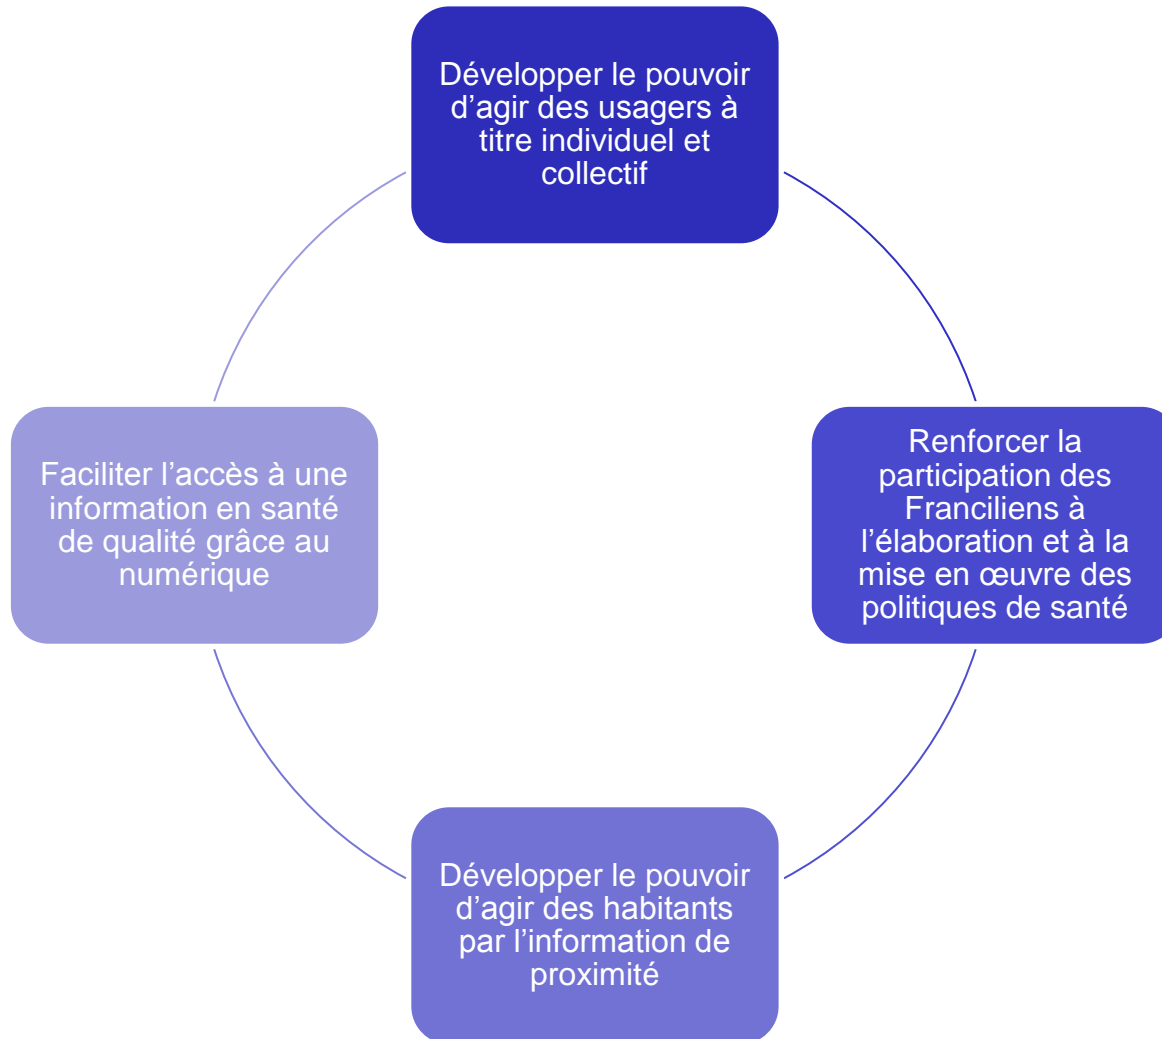 Développer le pouvoir
d’agir des usagers à
titre individuel et
collectif
Renforcer la
participation des
Franciliens à
l’élaboration et à la
mise en œuvre des
politiques de santé
Développer le pouvoir
d’agir des habitants
par l’information de
proximité
Faciliter l’accès à une
information en santé
de qualité grâce au
numérique